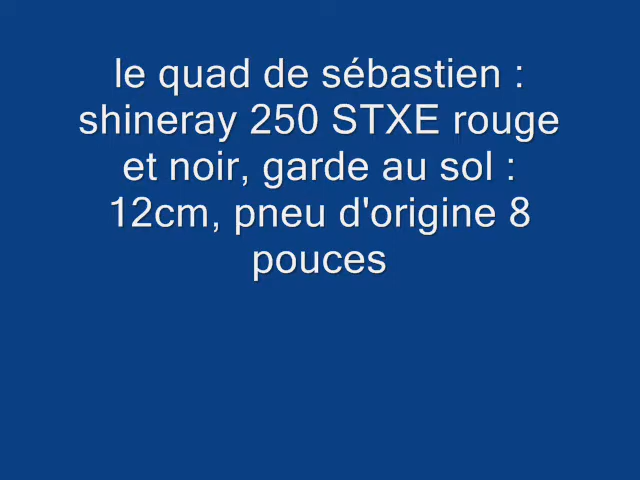 le quad de sébastien :
shineray 250 STXE rouge
et noir, garde au sol :
12cm, pneu d'origine 8
pouces